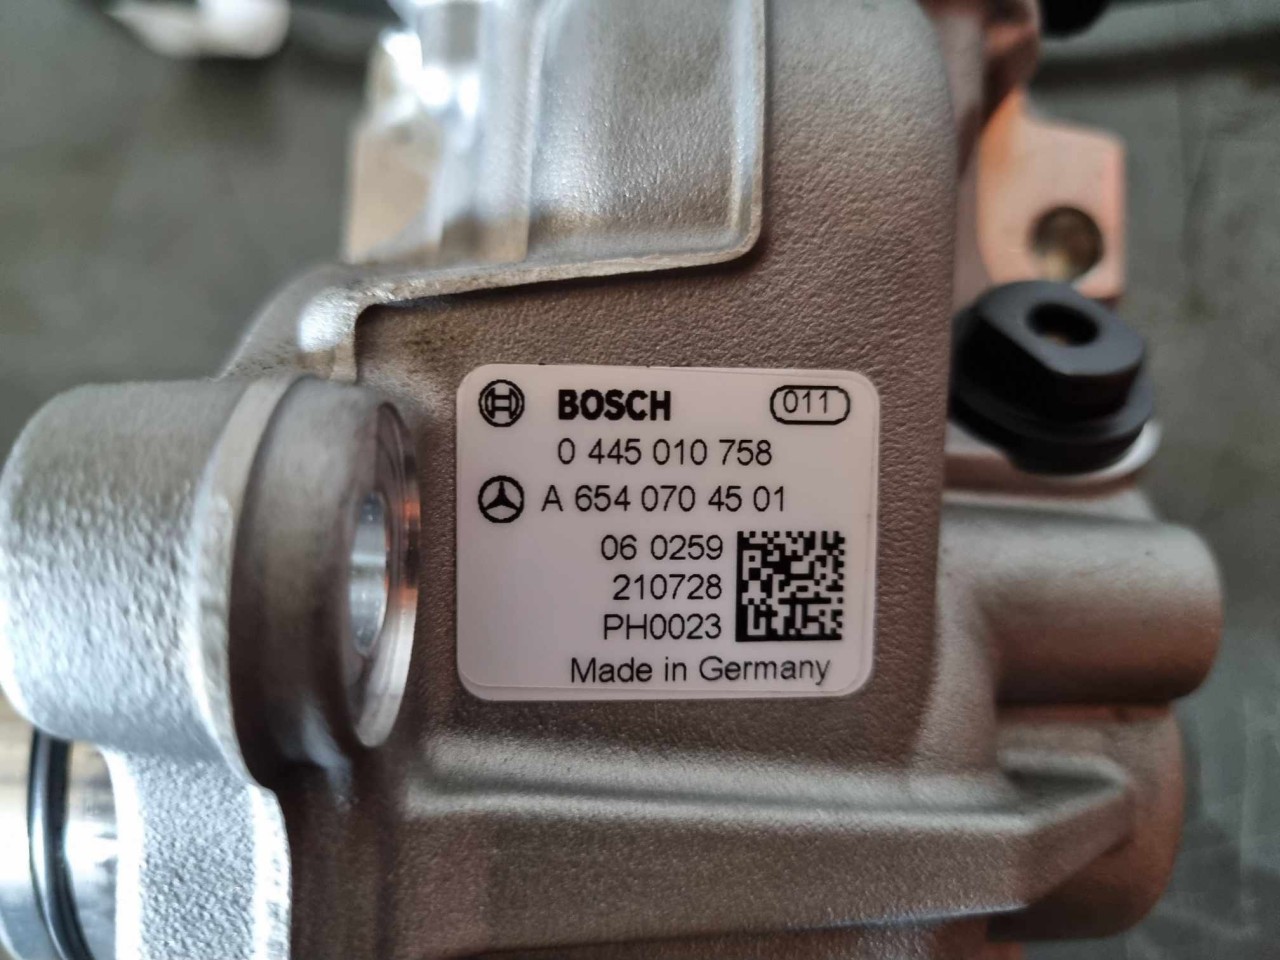 BOSCH 011
0 445 010 758
A 654 070 45 01
06 0259
210728
PH0023
Made in Germany